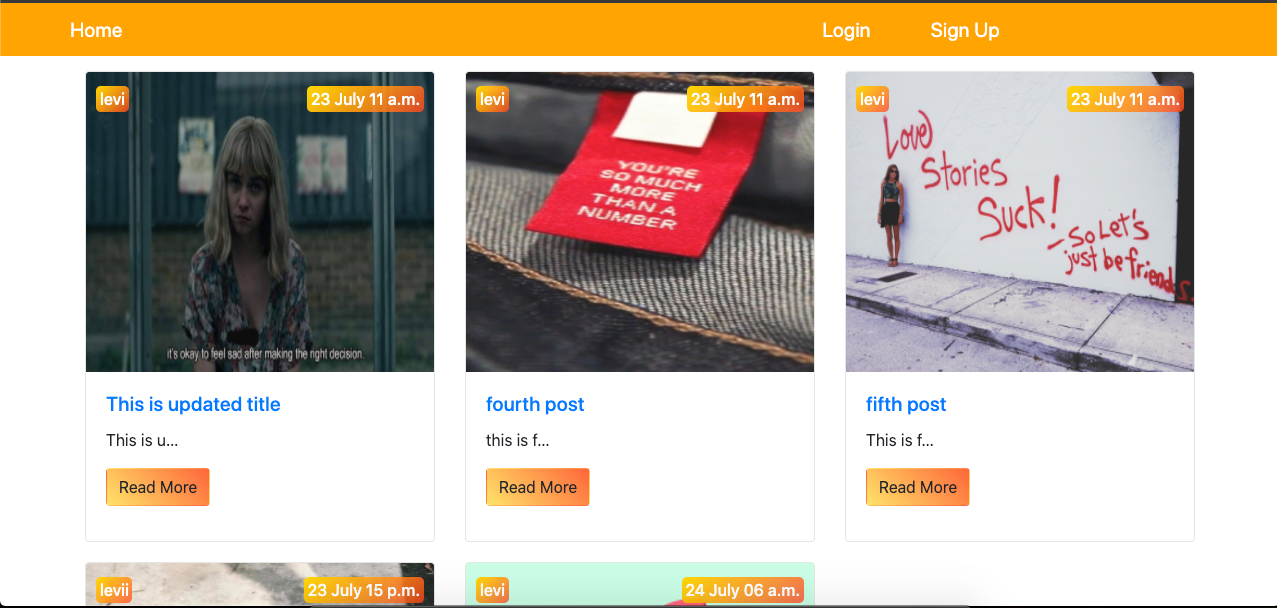 Home
Login
Sign Up
levi
23 July 11 a.m.
it's okay to feel sad after making the right decision.
This is updated title
This is u...
Read More
levi
23 July 11 a.m.
YOU'RE
SO MUCH
MORE
THAN A
NUMBER
fourth post
this is f...
Read More
levi
23 July 11 a.m.
Love
Stories
Suck!
So Let's
just be friends.
fifth post
This is f...
Read More
levii
23 July 15 p.m.
levi
24 July 06 a.m.